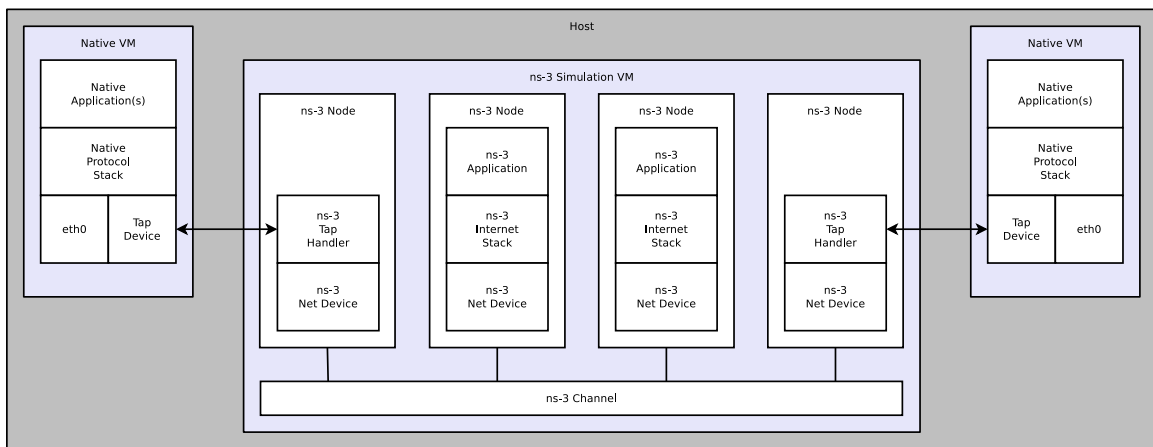 Host
Native VM
Native
Application(s)
Native
Protocol
Stack
eth0
Tap
Device
ns-3 Simulation VM
ns-3 Node
ns-3
Tap
Handler
ns-3
Net Device
ns-3 Node
ns-3
Application
ns-3
Internet
Stack
ns-3
Net Device
ns-3 Node
ns-3
Application
ns-3
Internet
Stack
ns-3
Net Device
ns-3 Node
ns-3
Tap
Handler
ns-3
Net Device
ns-3 Channel
Native VM
Native
Application(s)
Native
Protocol
Stack
Tap
Device
eth0